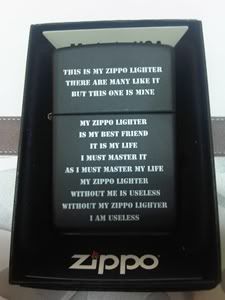 THIS IS MY ZIPPO LIGHTER
THERE ARE MANY LIKE IT
BUT THIS ONE IS MINE
MY ZIPPO LIGHTER
IS MY BEST FRIEND
IT IS MY LIFE
I MUST MASTER IT
AS I MUST MASTER MY LIFE
MY ZIPPO LIGHTER
WITHOUT ME IS USELESS
WITHOUT MY ZIPPO LIGHTER
I AM USELESS
zippo